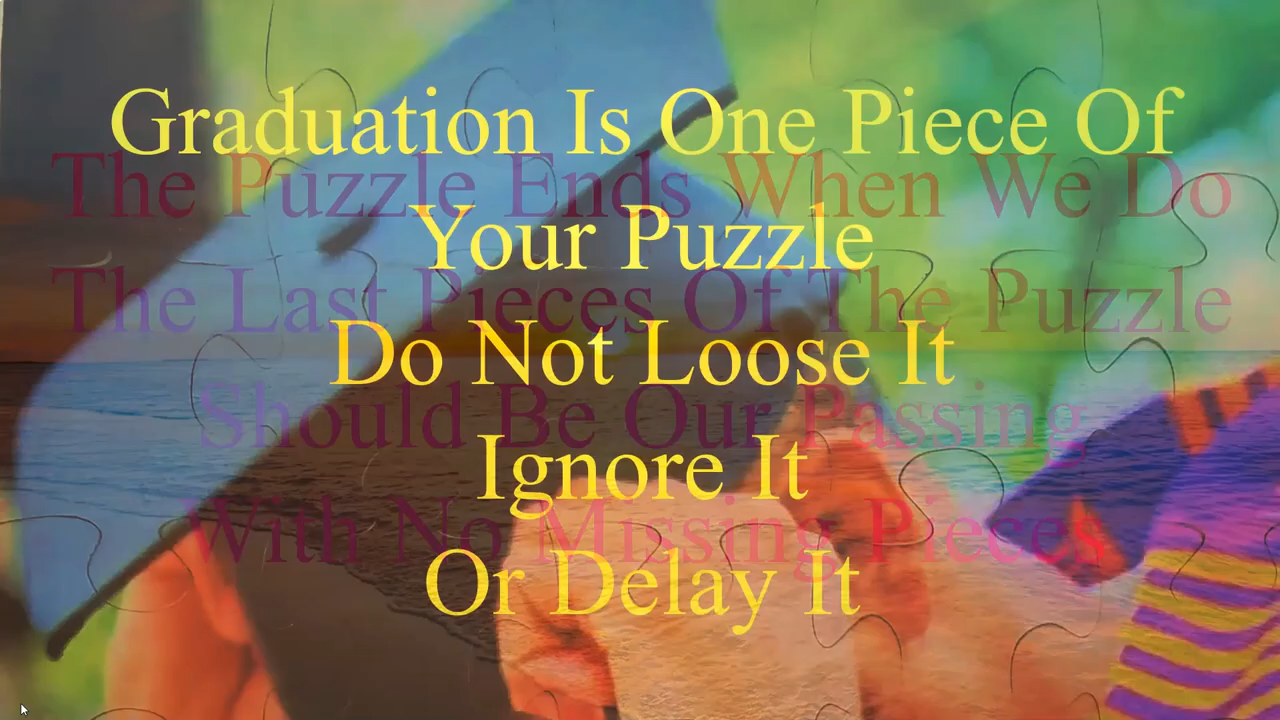 Graduation Is One Piece Of
The Puzzle Ends When We Do
Your Puzzle
The Last Pieces Of The Puzzle
Do Not Loose It
Should Be Our Passing
Ignore It
With No Missing Pieces
Or Delay It